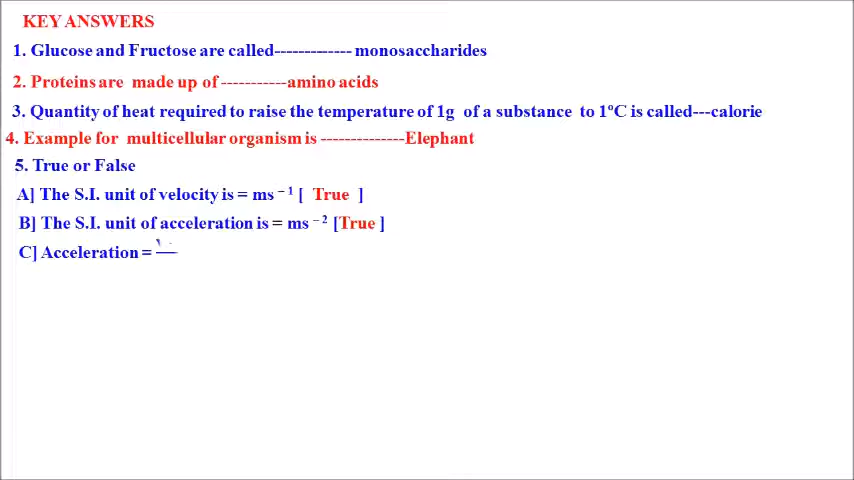 KEY ANSWERS
1. Glucose and Fructose are called------------- monosaccharides
2. Proteins are made up of -----------amino acids
3. Quantity of heat required to raise the temperature of 1g of a substance to 1°C is called---calorie
4. Example for multicellular organism is --------------Elephant
5. True or False
A] The S.I. unit of velocity is = ms⁻¹ [ True ]
B] The S.I. unit of acceleration is = ms⁻² [True ]
C] Acceleration =